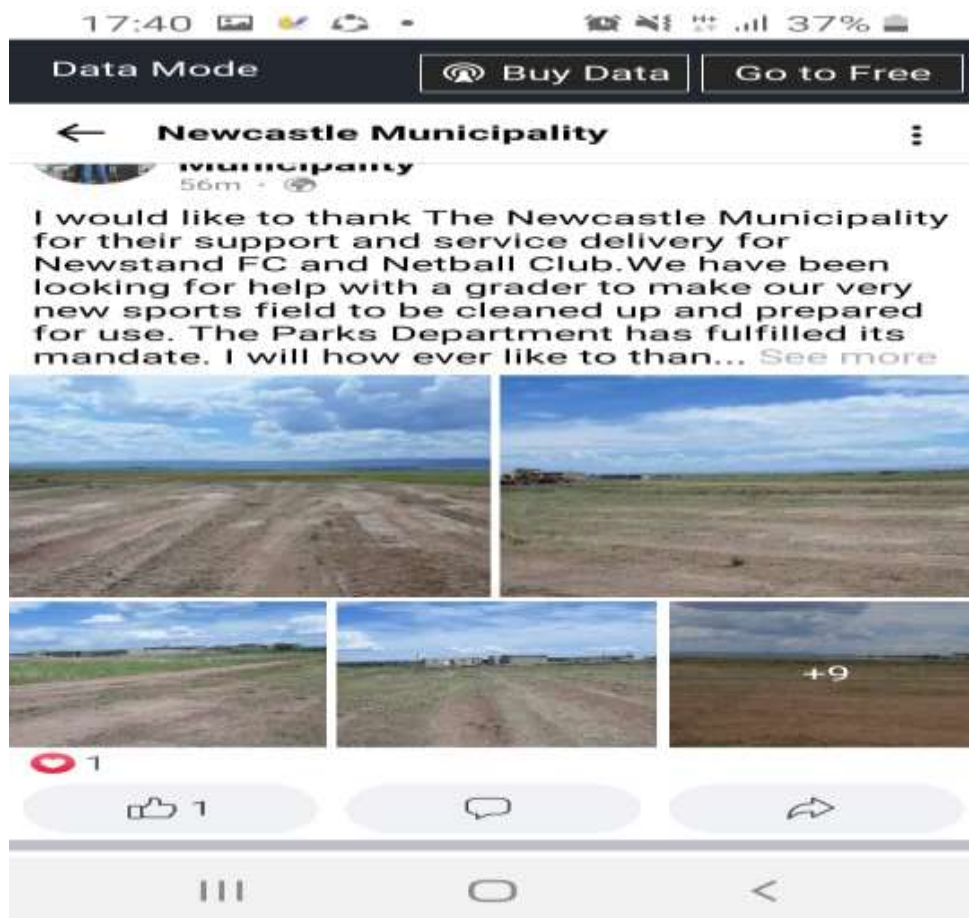 17:40 37%
Data Mode Buy Data Go to Free
Newcastle Municipality
Municipality
56m ·
I would like to thank The Newcastle Municipality
for their support and service delivery for
Newstand FC and Netball Club.We have been
looking for help with a grader to make our very
new sports field to be cleaned up and prepared
for use. The Parks Department has fulfilled its
mandate. I will how ever like to than... See more
+9
1
1